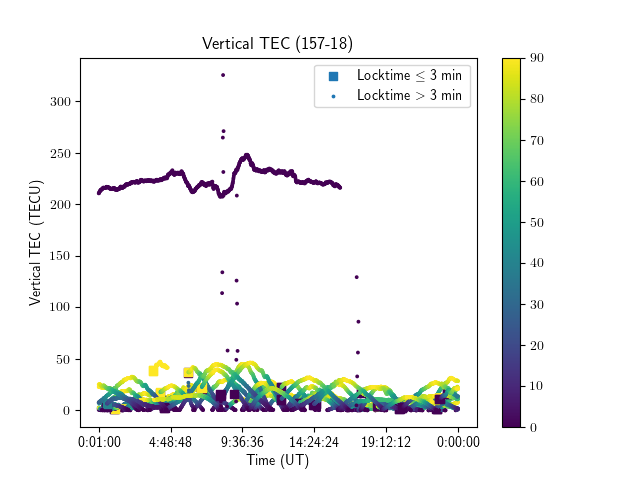 Vertical TEC (157-18)
Locktime ≤ 3 min
Locktime > 3 min
Vertical TEC (TECU)
300
250
200
150
100
50
0
0:01:00 4:48:48 9:36:36 14:24:24 19:12:12 0:00:00
Time (UT)
90
80
70
60
50
40
30
20
10
0